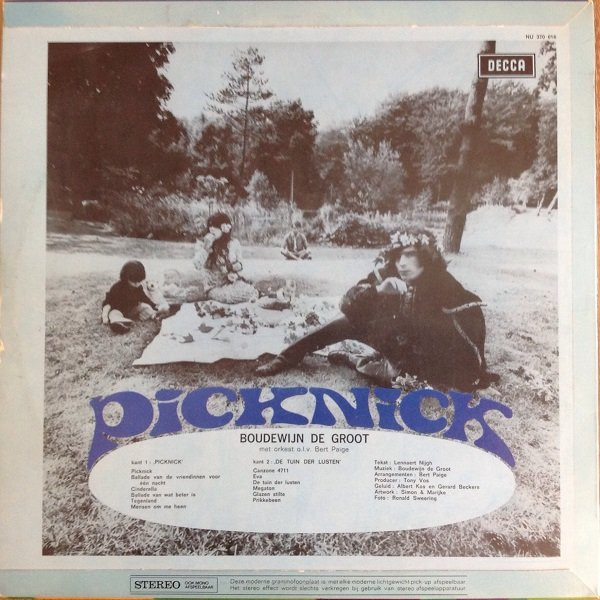 HU 370 016
DECCA
PiCKNiCK
BOUDEWIJN DE GROOT
met orkest o.l.v. Bert Paige
kant 1 : „PICKNICK'
Picknick
Ballade van de vriendinnen voor
één nacht
Cinderella
Ballade van wat beter is
Tegenland
Mensen om me heen
kant 2 : „DE TUIN DER LUSTEN'
Canzone 4711
Eva
De tuin der lusten
Megaton
Glazen stilte
Prikkebeen
Tekst : Lennaert Nijgh
Muziek : Boudewijn de Groot
Arrangementen : Bert Paige
Producer : Tony Vos
Geluid : Albert Kos en Gerard Beckers
Artwork : Simon & Marijke
Foto : Ronald Sweering
STEREO OOK MONO
AFSPEELBAAR
Deze moderne grammofoonplaat is met elke moderne lichtgewicht pick-up afspeelbaar.
Het stereo effect wordt slechts verkregen bij gebruik van stereo afspeelapparatuur.